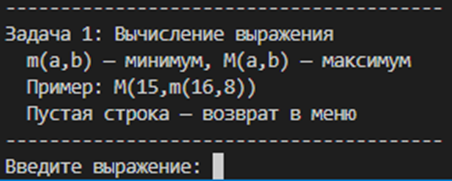 ----------------------------------------
Задача 1: Вычисление выражения
m(a,b) — минимум, M(a,b) — максимум
Пример: M(15,m(16,8))
Пустая строка — возврат в меню
----------------------------------------
Введите выражение: